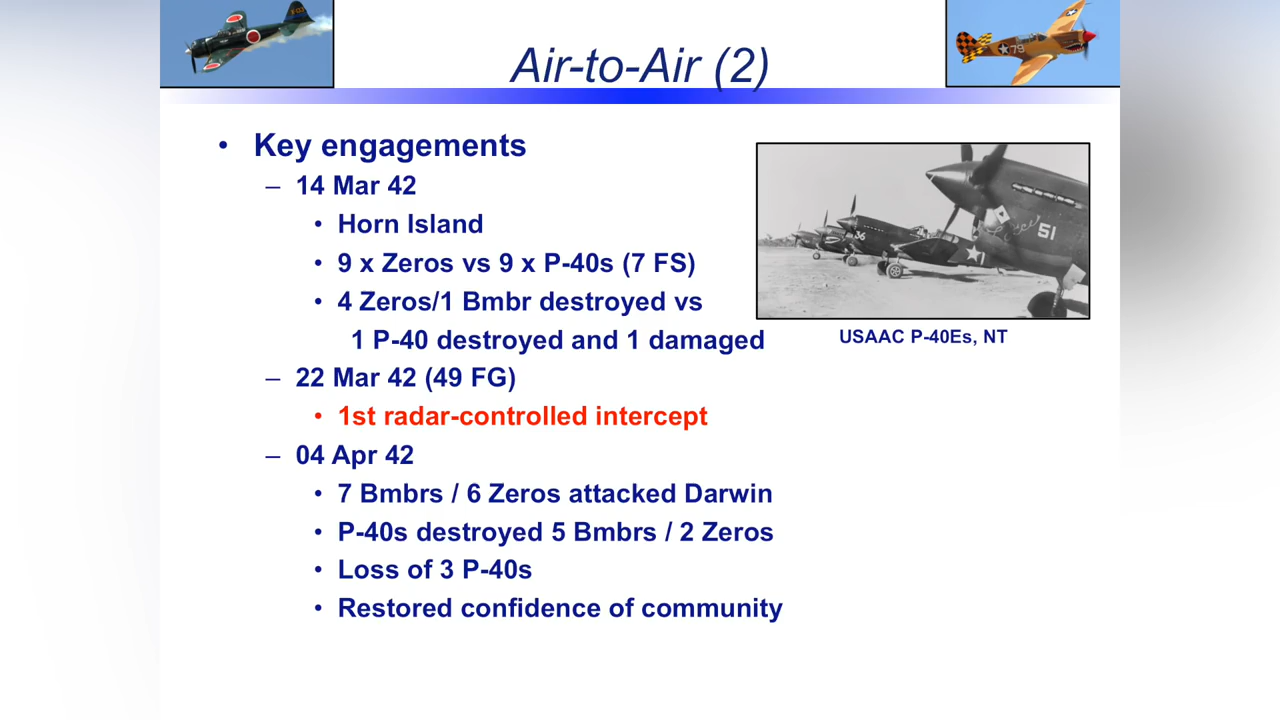 Air-to-Air (2)
• Key engagements
– 14 Mar 42
• Horn Island
• 9 x Zeros vs 9 x P-40s (7 FS)
• 4 Zeros/1 Bmbr destroyed vs
1 P-40 destroyed and 1 damaged
– 22 Mar 42 (49 FG)
• 1st radar-controlled intercept
– 04 Apr 42
• 7 Bmbrs / 6 Zeros attacked Darwin
• P-40s destroyed 5 Bmbrs / 2 Zeros
• Loss of 3 P-40s
• Restored confidence of community
79
36
51
USAAC P-40Es, NT